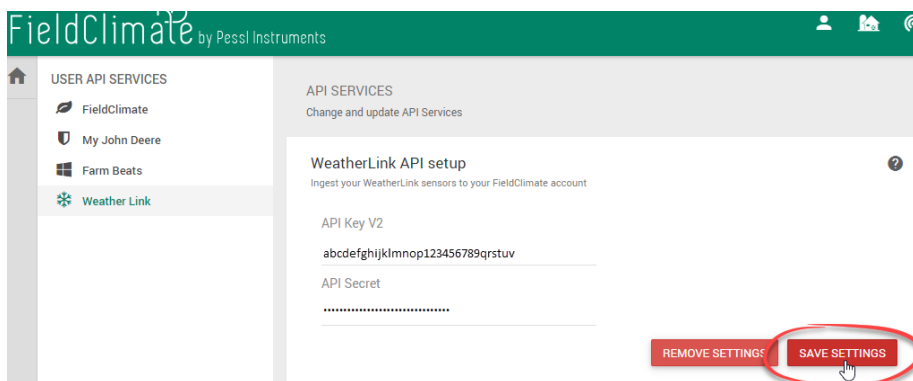 FieldClimate by Pessl Instruments
USER API SERVICES
FieldClimate
My John Deere
Farm Beats
Weather Link
API SERVICES
Change and update API Services
WeatherLink API setup
Ingest your WeatherLink sensors to your FieldClimate account
API Key V2
abcdefghijklmnop123456789qrstuv
API Secret
REMOVE SETTINGS
SAVE SETTINGS